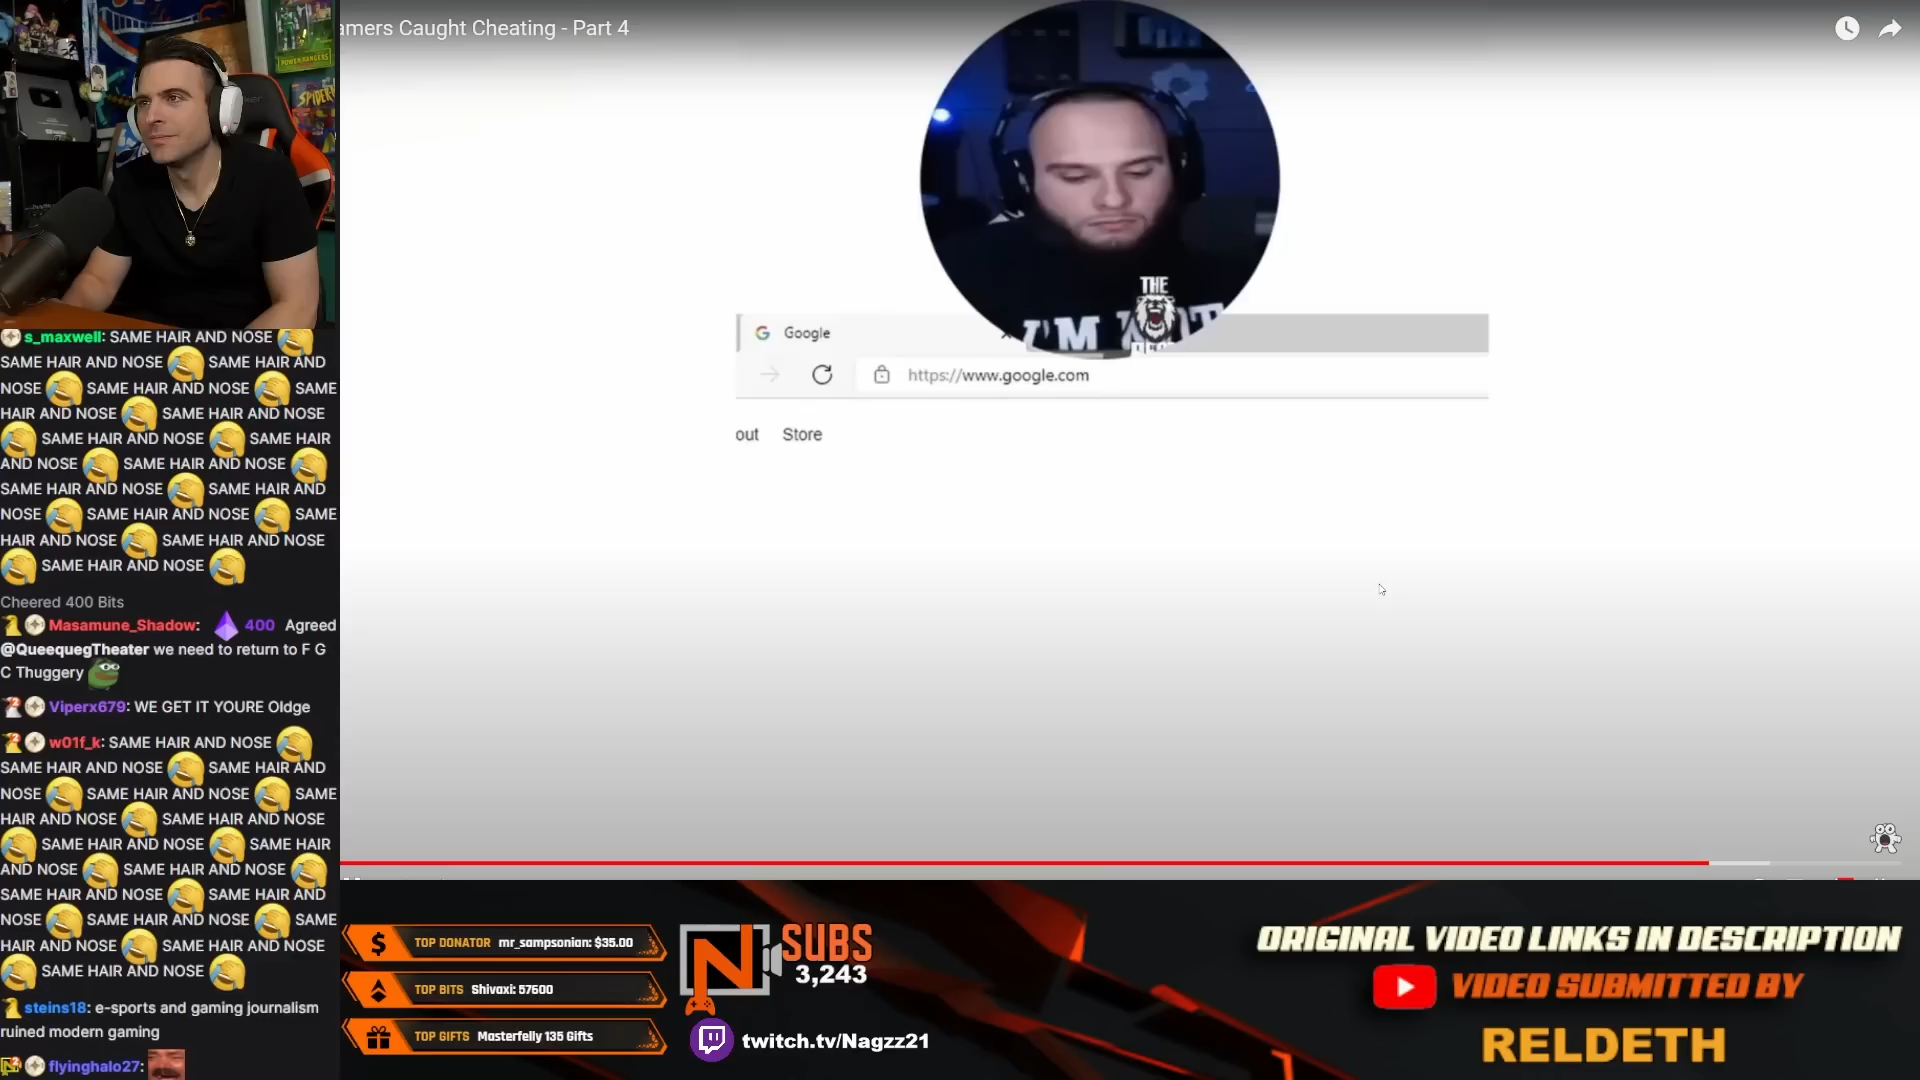 amers Caught Cheating - Part 4
POWER RANGERS
SPIDER
THE
I'M NOT
Google
https://www.google.com
out Store
s_maxwell: SAME HAIR AND NOSE
SAME HAIR AND NOSE SAME HAIR AND
NOSE SAME HAIR AND NOSE SAME
HAIR AND NOSE SAME HAIR AND NOSE
SAME HAIR AND NOSE SAME HAIR
AND NOSE SAME HAIR AND NOSE
SAME HAIR AND NOSE SAME HAIR AND
NOSE SAME HAIR AND NOSE SAME
HAIR AND NOSE SAME HAIR AND NOSE
SAME HAIR AND NOSE
Cheered 400 Bits
Masamune_Shadow: 400 Agreed
@QueequegTheater we need to return to F G
C Thuggery
Viperx679: WE GET IT YOURE Oldge
w01f_k: SAME HAIR AND NOSE
SAME HAIR AND NOSE SAME HAIR AND
NOSE SAME HAIR AND NOSE SAME
HAIR AND NOSE SAME HAIR AND NOSE
SAME HAIR AND NOSE SAME HAIR
AND NOSE SAME HAIR AND NOSE
SAME HAIR AND NOSE SAME HAIR AND
NOSE SAME HAIR AND NOSE SAME
HAIR AND NOSE SAME HAIR AND NOSE
SAME HAIR AND NOSE
steins18: e-sports and gaming journalism
ruined modern gaming
flyinghalo27:
TOP DONATOR mr_sampsonian: $35.00
TOP BITS Shivaxi: 57600
TOP GIFTS Masterfelly 135 Gifts
N SUBS
3,243
twitch.tv/Nagzz21
ORIGINAL VIDEO LINKS IN DESCRIPTION
VIDEO SUBMITTED BY
RELDETH